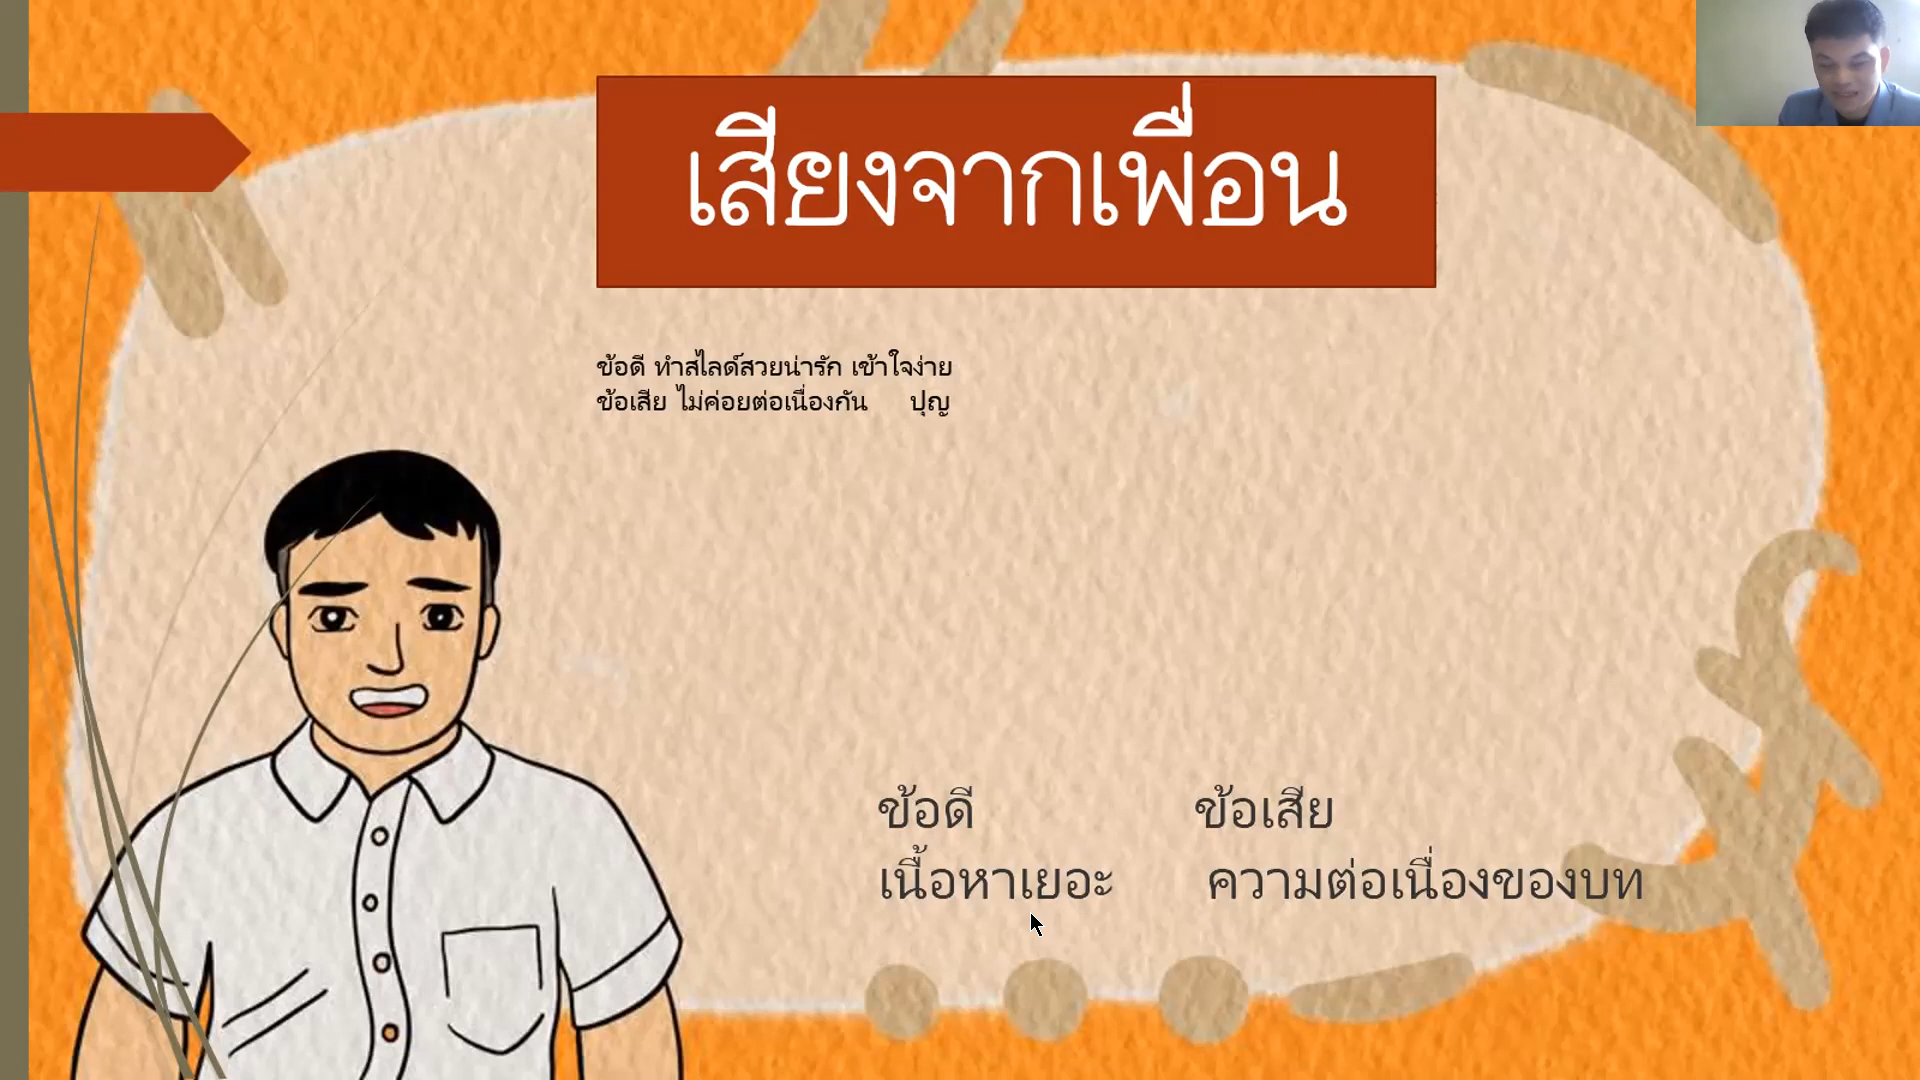 เสียงจากเพื่อน
ข้อดี ทำสไลด์สวยน่ารัก เข้าใจง่าย
ข้อเสีย ไม่ค่อยต่อเนื่องกัน ปุญ
ข้อดี ข้อเสีย
เนื้อหาเยอะ ความต่อเนื่องของบท